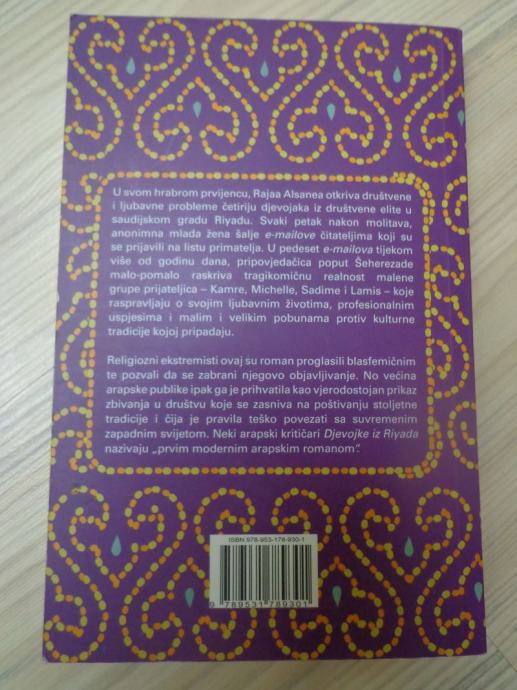 U svom hrabrom prvijencu, Rajaa Alsanea otkriva društvene
i ljubavne probleme četiriju djevojaka iz društvene elite u
saudijskom gradu Riyadu. Svaki petak nakon molitava,
anonimna mlada žena šalje e-mailove čitateljima koji su
se prijavili na listu primatelja. U pedeset e-mailova tijekom
više od godinu dana, pripovjedačica poput Šeherezade
malo-pomalo raskriva tragikomičnu realnost malene
grupe prijateljica – Kamre, Michelle, Sadime i Lamis – koje
raspravljaju o svojim ljubavnim životima, profesionalnim
uspjesima i malim i velikim pobunama protiv kulturne
tradicije kojoj pripadaju.
Religiozni ekstremisti ovaj su roman proglasili blasfemičnim
te pozvali da se zabrani njegovo objavljivanje. No većina
arapske publike ipak ga je prihvatila kao vjerodostojan prikaz
zbivanja u društvu koje se zasniva na poštivanju stoljetne
tradicije i čija je pravila teško povezati sa suvremenim
zapadnim svijetom. Neki arapski kritičari Djevojke iz Riyada
nazivaju „prvim modernim arapskim romanom”.
ISBN 978-953-178-930-1
9 789531 789301